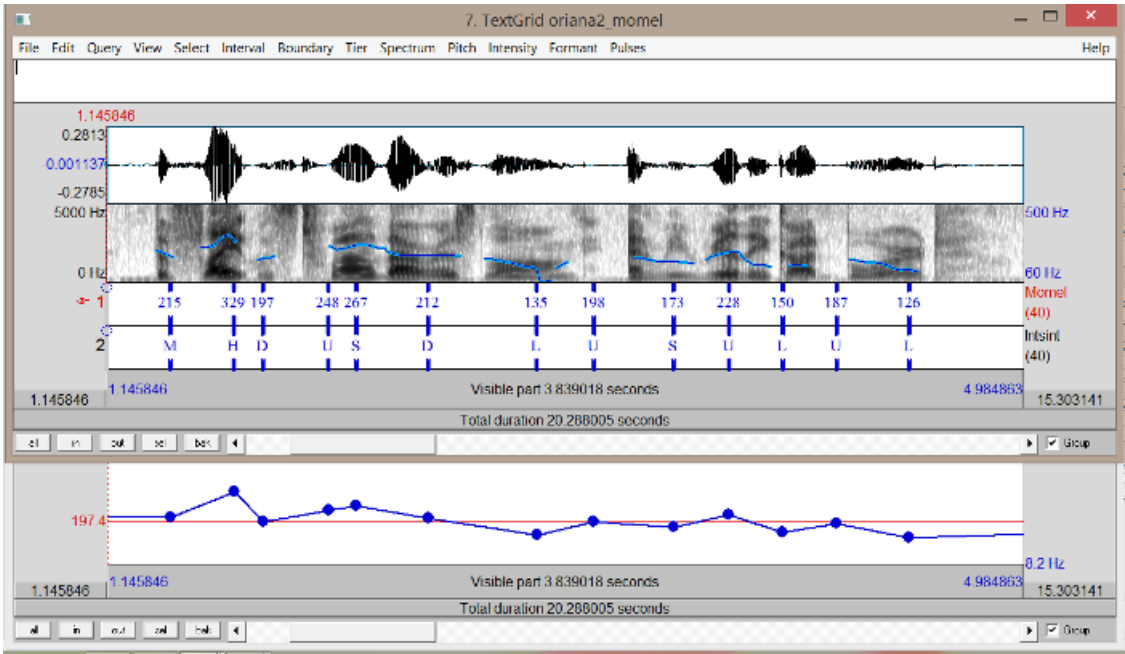 7. TextGrid oriana2_momel
File Edit Query View Select Interval Boundary Tier Spectrum Pitch Intensity Formant Pulses Help
1.145846
0.2813
-0.001137
-0.2785
5000 Hz 500 Hz
0 Hz 60 Hz
1 215 329 197 248 267 212 135 198 173 228 150 187 126 Momel
(40)
2 M H D U S D L U S U L U L Intsint
(40)
1.145846 Visible part 3.839018 seconds 4.984863
1.145846 15.303141
Total duration 20.288005 seconds
all in out sel bak Group
197.4
8.2 Hz
1.145846 Visible part 3.839018 seconds 4.984863
1.145846 15.303141
Total duration 20.288005 seconds
all in out sel bak Group